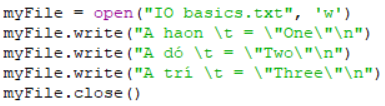 myFile = open("IO basics.txt", 'w')
myFile.write("A haon \t = \"One\"\n")
myFile.write("A dó \t = \"Two\"\n")
myFile.write("A trí \t = \"Three\"\n")
myFile.close()